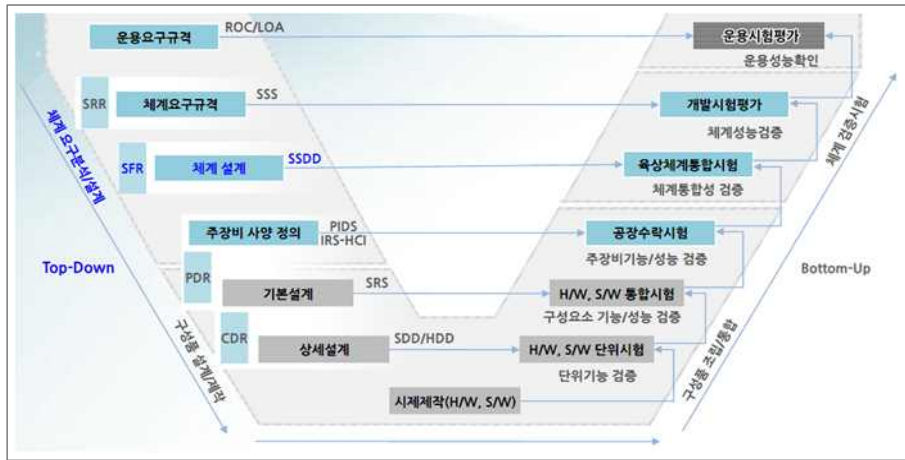 운용요구규격
ROC/LOA
운용시험평가
운용성능확인
SRR
체계요구규격
SSS
개발시험평가
체계성능검증
SFR
체계 설계
SSDD
육상체계통합시험
체계통합성 검증
체계 요구분석/설계
체계 검증시험
주장비 사양 정의
PIDS
IRS-HCI
공장수락시험
주장비기능/성능 검증
Top-Down
PDR
Bottom-Up
기본설계
SRS
H/W, S/W 통합시험
구성요소 기능/성능 검증
CDR
상세설계
SDD/HDD
H/W, S/W 단위시험
단위기능 검증
구성품 설계/제작
구성품 조립/통합
시제제작(H/W, S/W)